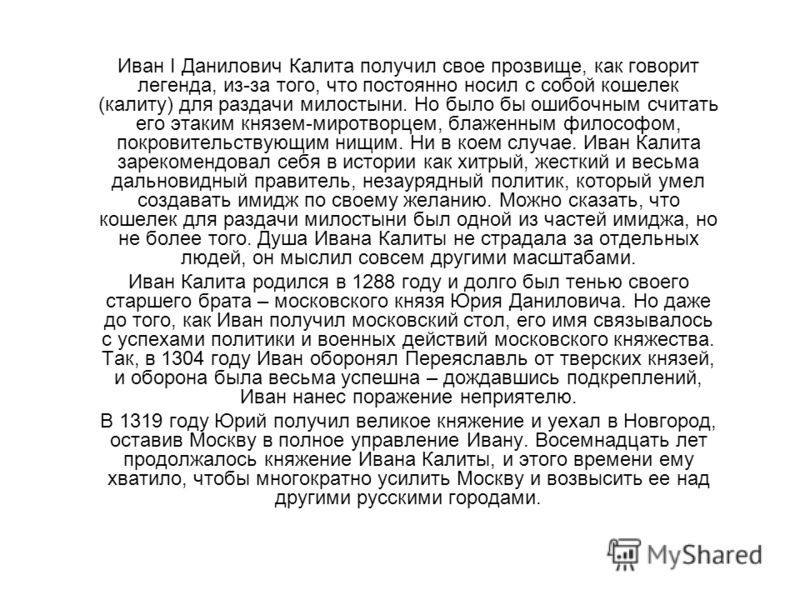 Иван I Данилович Калита получил свое прозвище, как говорит
легенда, из-за того, что постоянно носил с собой кошелек
(калиту) для раздачи милостыни. Но было бы ошибочным считать
его этаким князем-миротворцем, блаженным философом,
покровительствующим нищим. Ни в коем случае. Иван Калита
зарекомендовал себя в истории как хитрый, жесткий и весьма
дальновидный правитель, незаурядный политик, который умел
создавать имидж по своему желанию. Можно сказать, что
кошелек для раздачи милостыни был одной из частей имиджа, но
не более того. Душа Ивана Калиты не страдала за отдельных
людей, он мыслил совсем другими масштабами.
Иван Калита родился в 1288 году и долго был тенью своего
старшего брата – московского князя Юрия Даниловича. Но даже
до того, как Иван получил московский стол, его имя связывалось
с успехами политики и военных действий московского княжества.
Так, в 1304 году Иван оборонял Переяславль от тверских князей,
и оборона была весьма успешна – дождавшись подкреплений,
Иван нанес поражение неприятелю.
В 1319 году Юрий получил великое княжение и уехал в Новгород,
оставив Москву в полное управление Ивану. Восемнадцать лет
продолжалось княжение Ивана Калиты, и этого времени ему
хватило, чтобы многократно усилить Москву и возвысить ее над
другими русскими городами.
MyShared